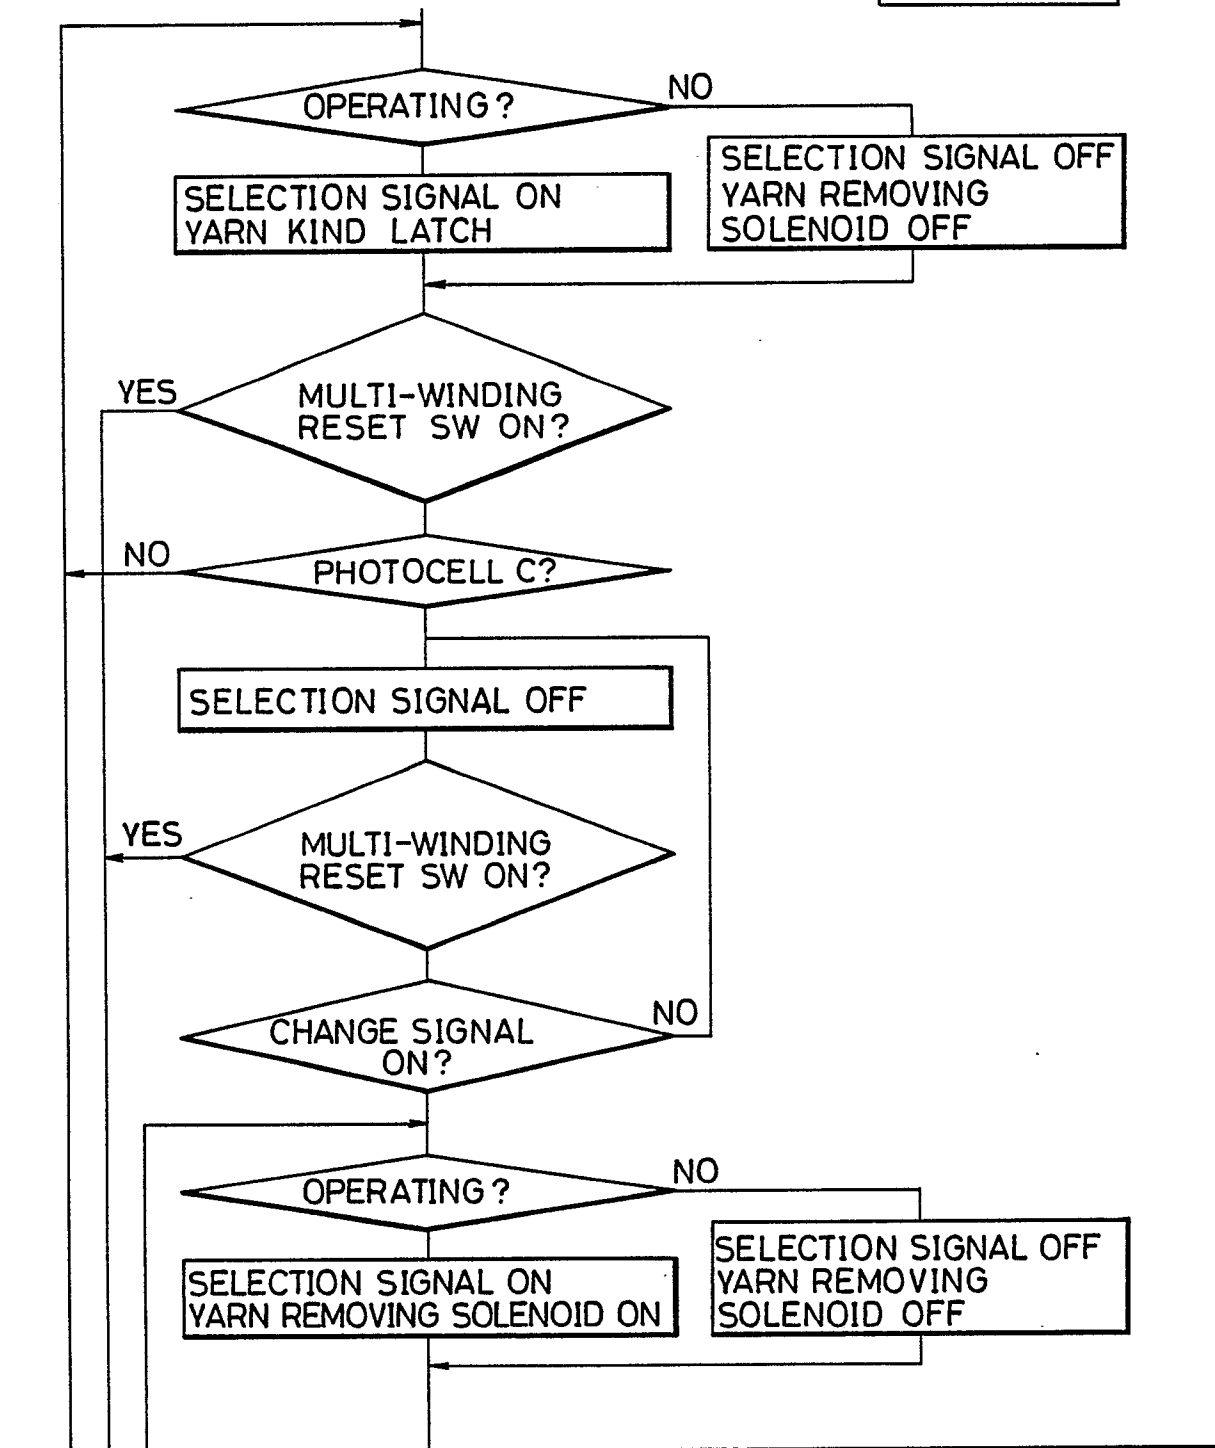 OPERATING?
NO
SELECTION SIGNAL ON
YARN KIND LATCH
SELECTION SIGNAL OFF
YARN REMOVING
SOLENOID OFF
YES
MULTI-WINDING
RESET SW ON?
NO
PHOTOCELL C?
SELECTION SIGNAL OFF
YES
MULTI-WINDING
RESET SW ON?
CHANGE SIGNAL
ON?
NO
OPERATING?
NO
SELECTION SIGNAL ON
YARN REMOVING SOLENOID ON
SELECTION SIGNAL OFF
YARN REMOVING
SOLENOID OFF